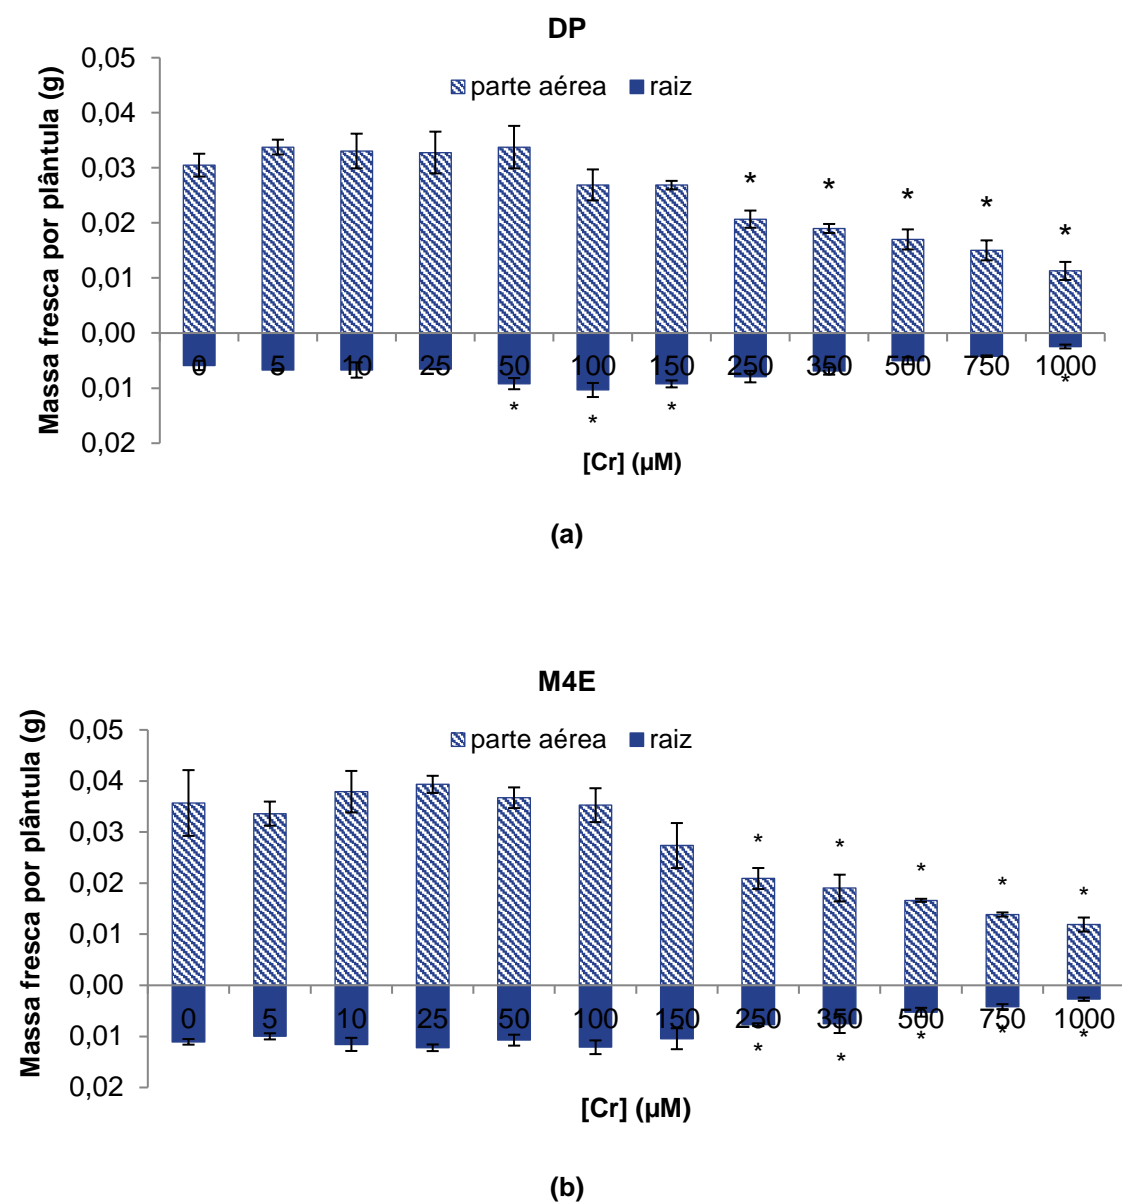 DP
parte aérea raiz
Masssa fresca por plântula (g)
0,05
0,04
0,03
0,02
0,01
0,00
0,01
0,02
* * * * *
0 5 10 25 50 100 150 250 350 500 750 1000
* * * *
[Cr] (µM)
(a)
M4E
parte aérea raiz
Massa fresca por plântula (g)
0,05
0,04
0,03
0,02
0,01
0,00
0,01
0,02
* * * * *
0 5 10 25 50 100 150 250 350 500 750 1000
* * * * *
[Cr] (µM)
(b)